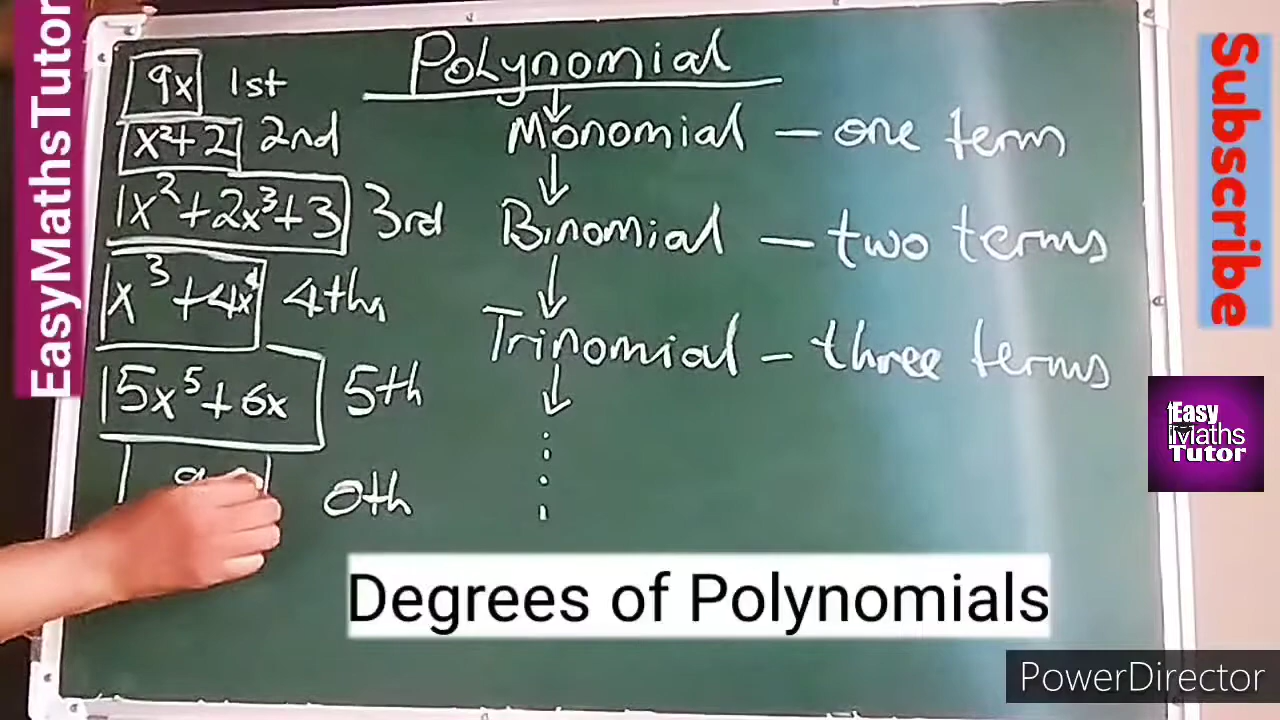 EasyMathsTutor
Polynomial
9x 1st
x²+2 2nd
1x²+2x³+3 3rd
x³+4x⁴ 4th
5x⁵+6x 5th
0th
Monomial – one term
Binomial – two terms
Trinomial – three terms
Subscribe
Easy
Maths
Tutor
Degrees of Polynomials
PowerDirector